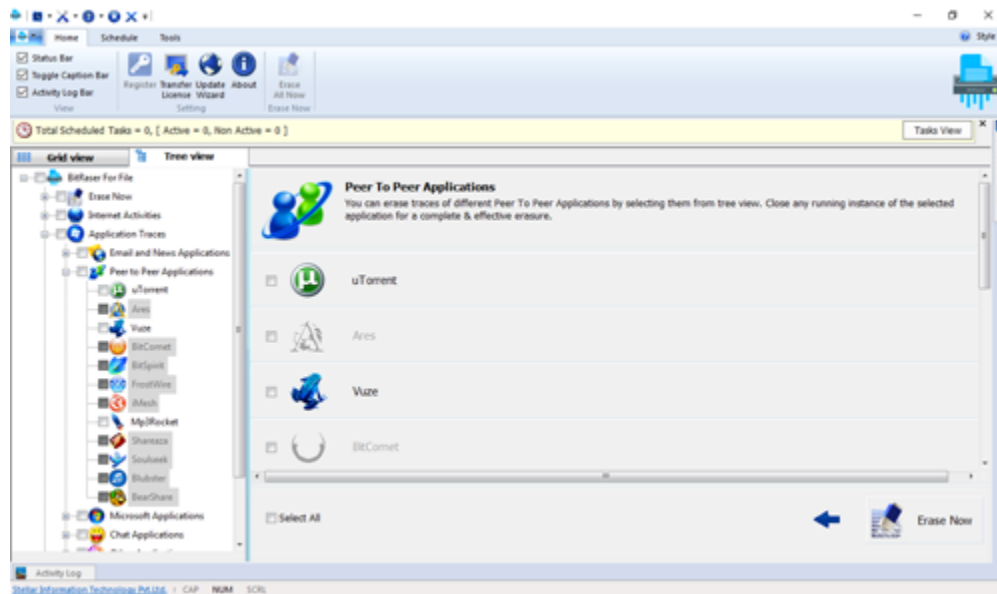 File Home Schedule Tools Style
Status Bar
Toggle Caption Bar
Activity Log Bar
View
Register Transfer License Update Wizard About
Setting
Erase All Now
Erase Now
Total Scheduled Tasks = 0, [ Active = 0, Non Active = 0 ] Tasks View
Grid view Tree view
BitRaser For File
Erase Now
Internet Activities
Application Traces
Email and News Applications
Peer to Peer Applications
uTorrent
Ares
Vuze
BitComet
BitSpirit
FrostWire
iMesh
Mp3Rocket
Shareaza
Soulseek
Blubster
BearShare
Microsoft Applications
Chat Applications
Peer To Peer Applications
You can erase traces of different Peer To Peer Applications by selecting them from tree view. Close any running instance of the selected
application for a complete & effective erasure.
uTorrent
Ares
Vuze
BitComet
Select All Erase Now
Activity Log
Stellar Information Technology Pvt.Ltd. CAP NUM SCRL